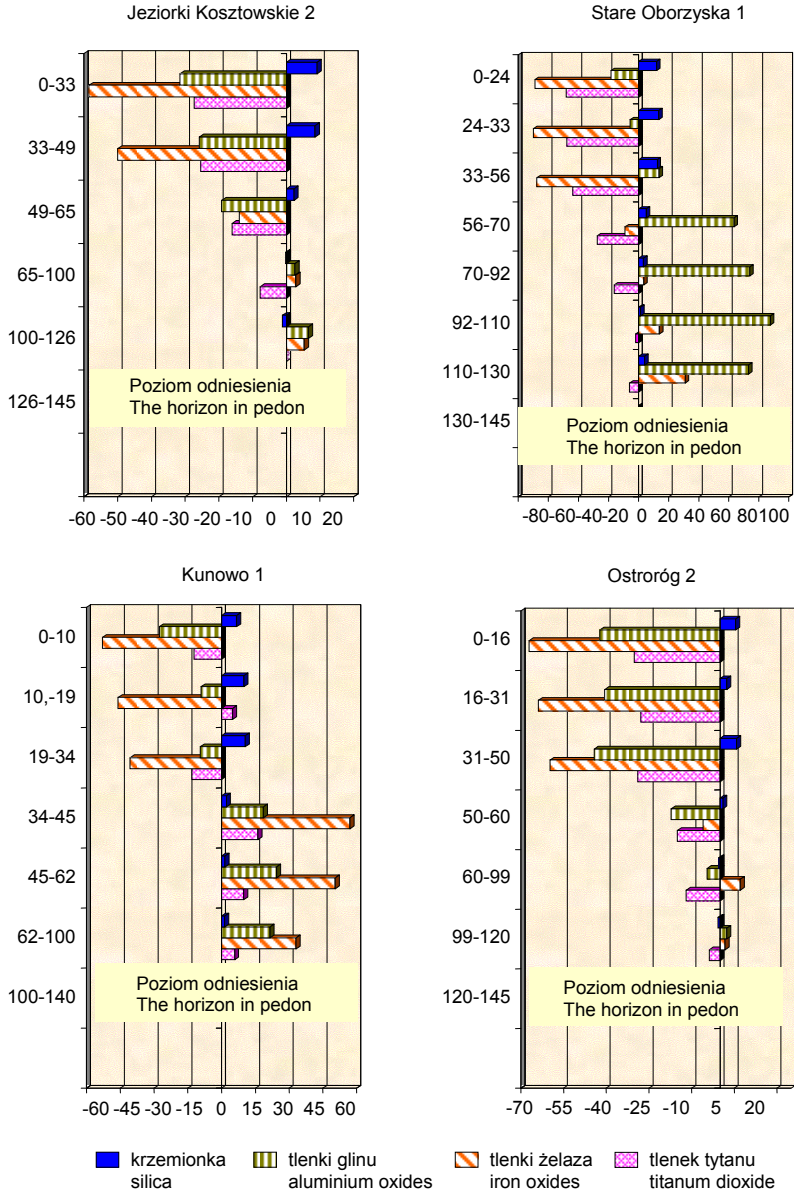 Jeziorki Kosztowskie 2
0-33
33-49
49-65
65-100
100-126
126-145
Poziom odniesienia
The horizon in pedon
-60 -50 -40 -30 -20 -10 0 10 20
Stare Oborzyska 1
0-24
24-33
33-56
56-70
70-92
92-110
110-130
130-145
Poziom odniesienia
The horizon in pedon
-80-60-40-20 0 20 40 60 80100
Kunowo 1
0-10
10,-19
19-34
34-45
45-62
62-100
100-140
Poziom odniesienia
The horizon in pedon
-60 -45 -30 -15 0 15 30 45 60
Ostroróg 2
0-16
16-31
31-50
50-60
60-99
99-120
120-145
Poziom odniesienia
The horizon in pedon
-70 -55 -40 -25 -10 5 20
krzemionka
silica
tlenki glinu
aluminium oxides
tlenki żelaza
iron oxides
tlenek tytanu
titanum dioxide